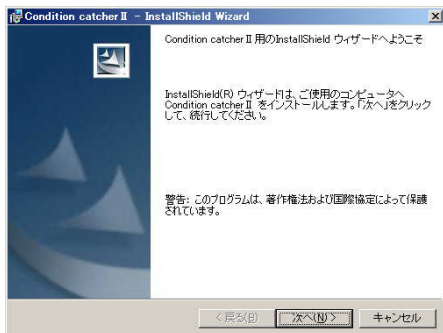 Condition catcherⅡ - InstallShield Wizard
Condition catcherⅡ 用のInstallShield ウィザードへようこそ
InstallShield(R) ウィザードは、ご使用のコンピュータへ
Condition catcherⅡ をインストールします。「次へ」をクリック
して、続行してください。
警告: このプログラムは、著作権法および国際協定によって保護
されています。
< 戻る(B)
次へ(N) >
キャンセル